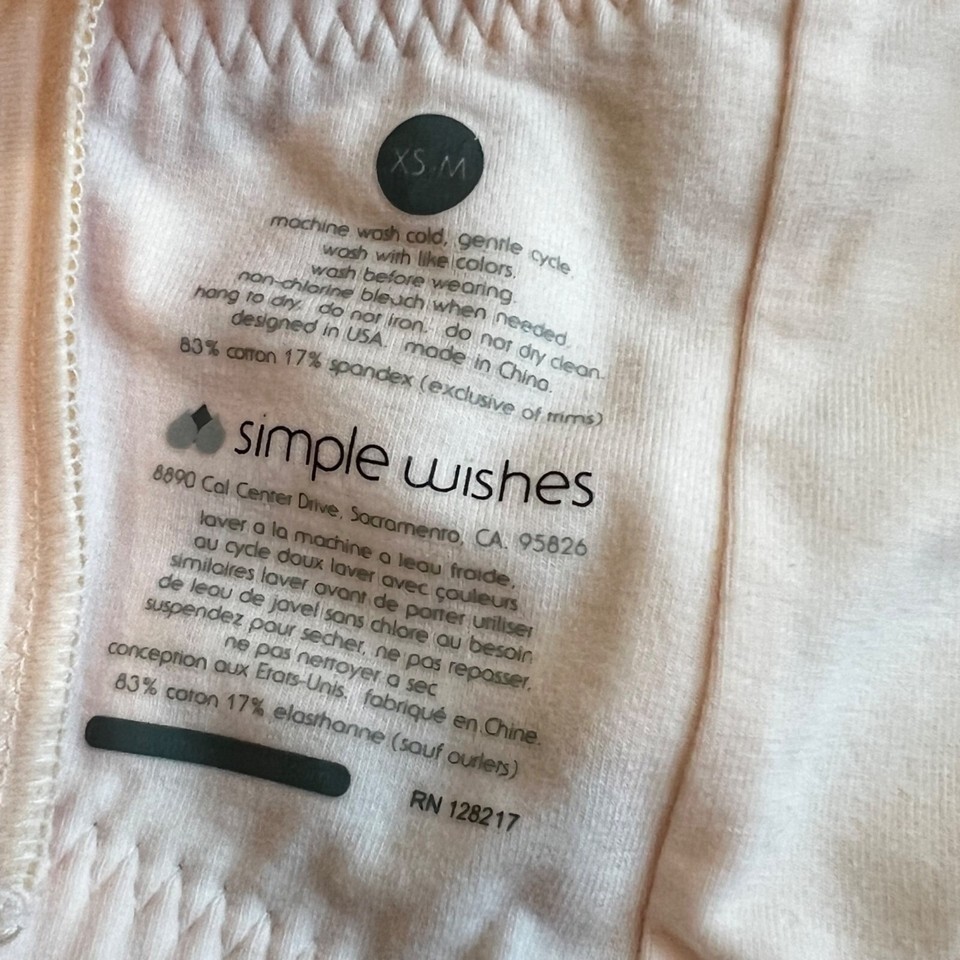 XS-M
machine wash cold, gentle cycle
wash with like colors.
wash before wearing.
non-chlorine bleach when needed.
hang to dry. do not iron. do not dry clean.
designed in USA. made in China.
83% cotton 17% spandex (exclusive of trims)
simple wishes
8890 Cal Center Drive, Sacramento, CA. 95826
laver a la machine a leau froide,
au cycle doux laver avec couleurs
similaires laver avant de porter utiliser
de leau de javel sans chlore au besoin
suspendez pour secher, ne pas repasser,
ne pas nettoyer a sec
conception aux Etats-Unis, fabriqué en Chine.
83% coton 17% elasthanne (sauf ourlets)
RN 128217